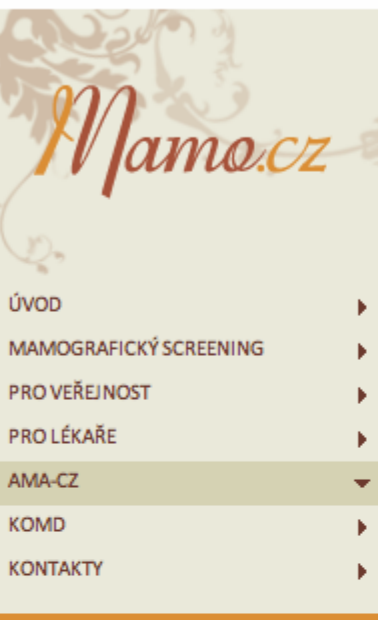 Mamo.cz
ÚVOD
MAMOGRAFICKÝ SCREENING
PRO VEŘEJNOST
PRO LÉKAŘE
AMA-CZ
KOMD
KONTAKTY